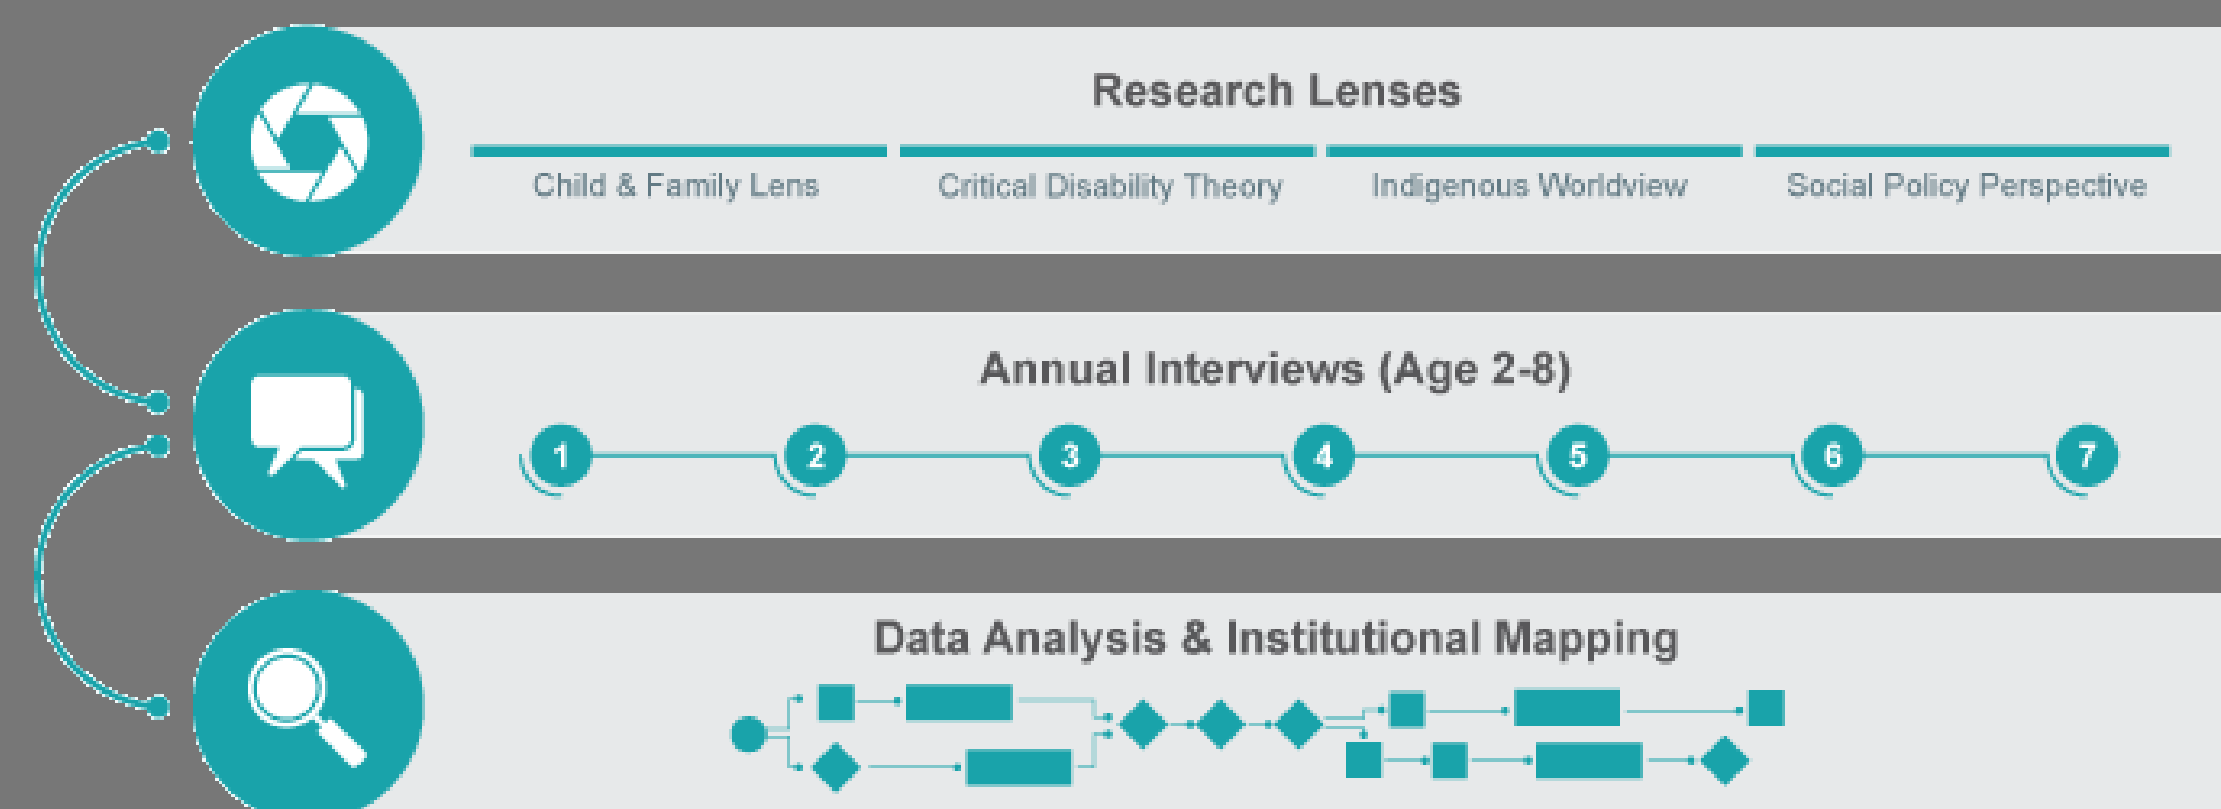 Research Lenses
Child & Family Lens Critical Disability Theory Indigenous Worldview Social Policy Perspective
Annual Interviews (Age 2-8)
1 2 3 4 5 6 7
Data Analysis & Institutional Mapping